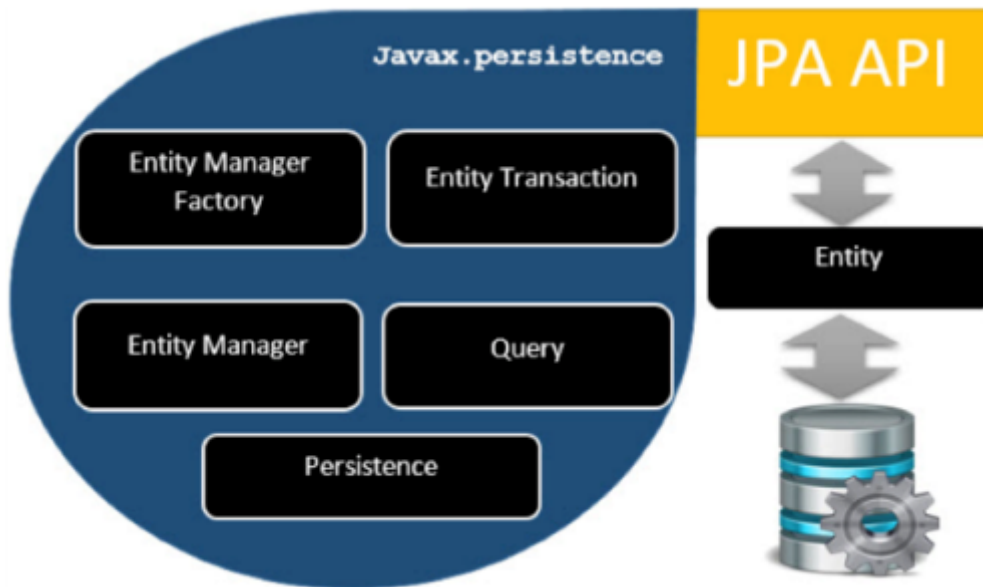 Javax.persistence
JPA API
Entity Manager
Factory
Entity Transaction
Entity
Entity Manager
Query
Persistence